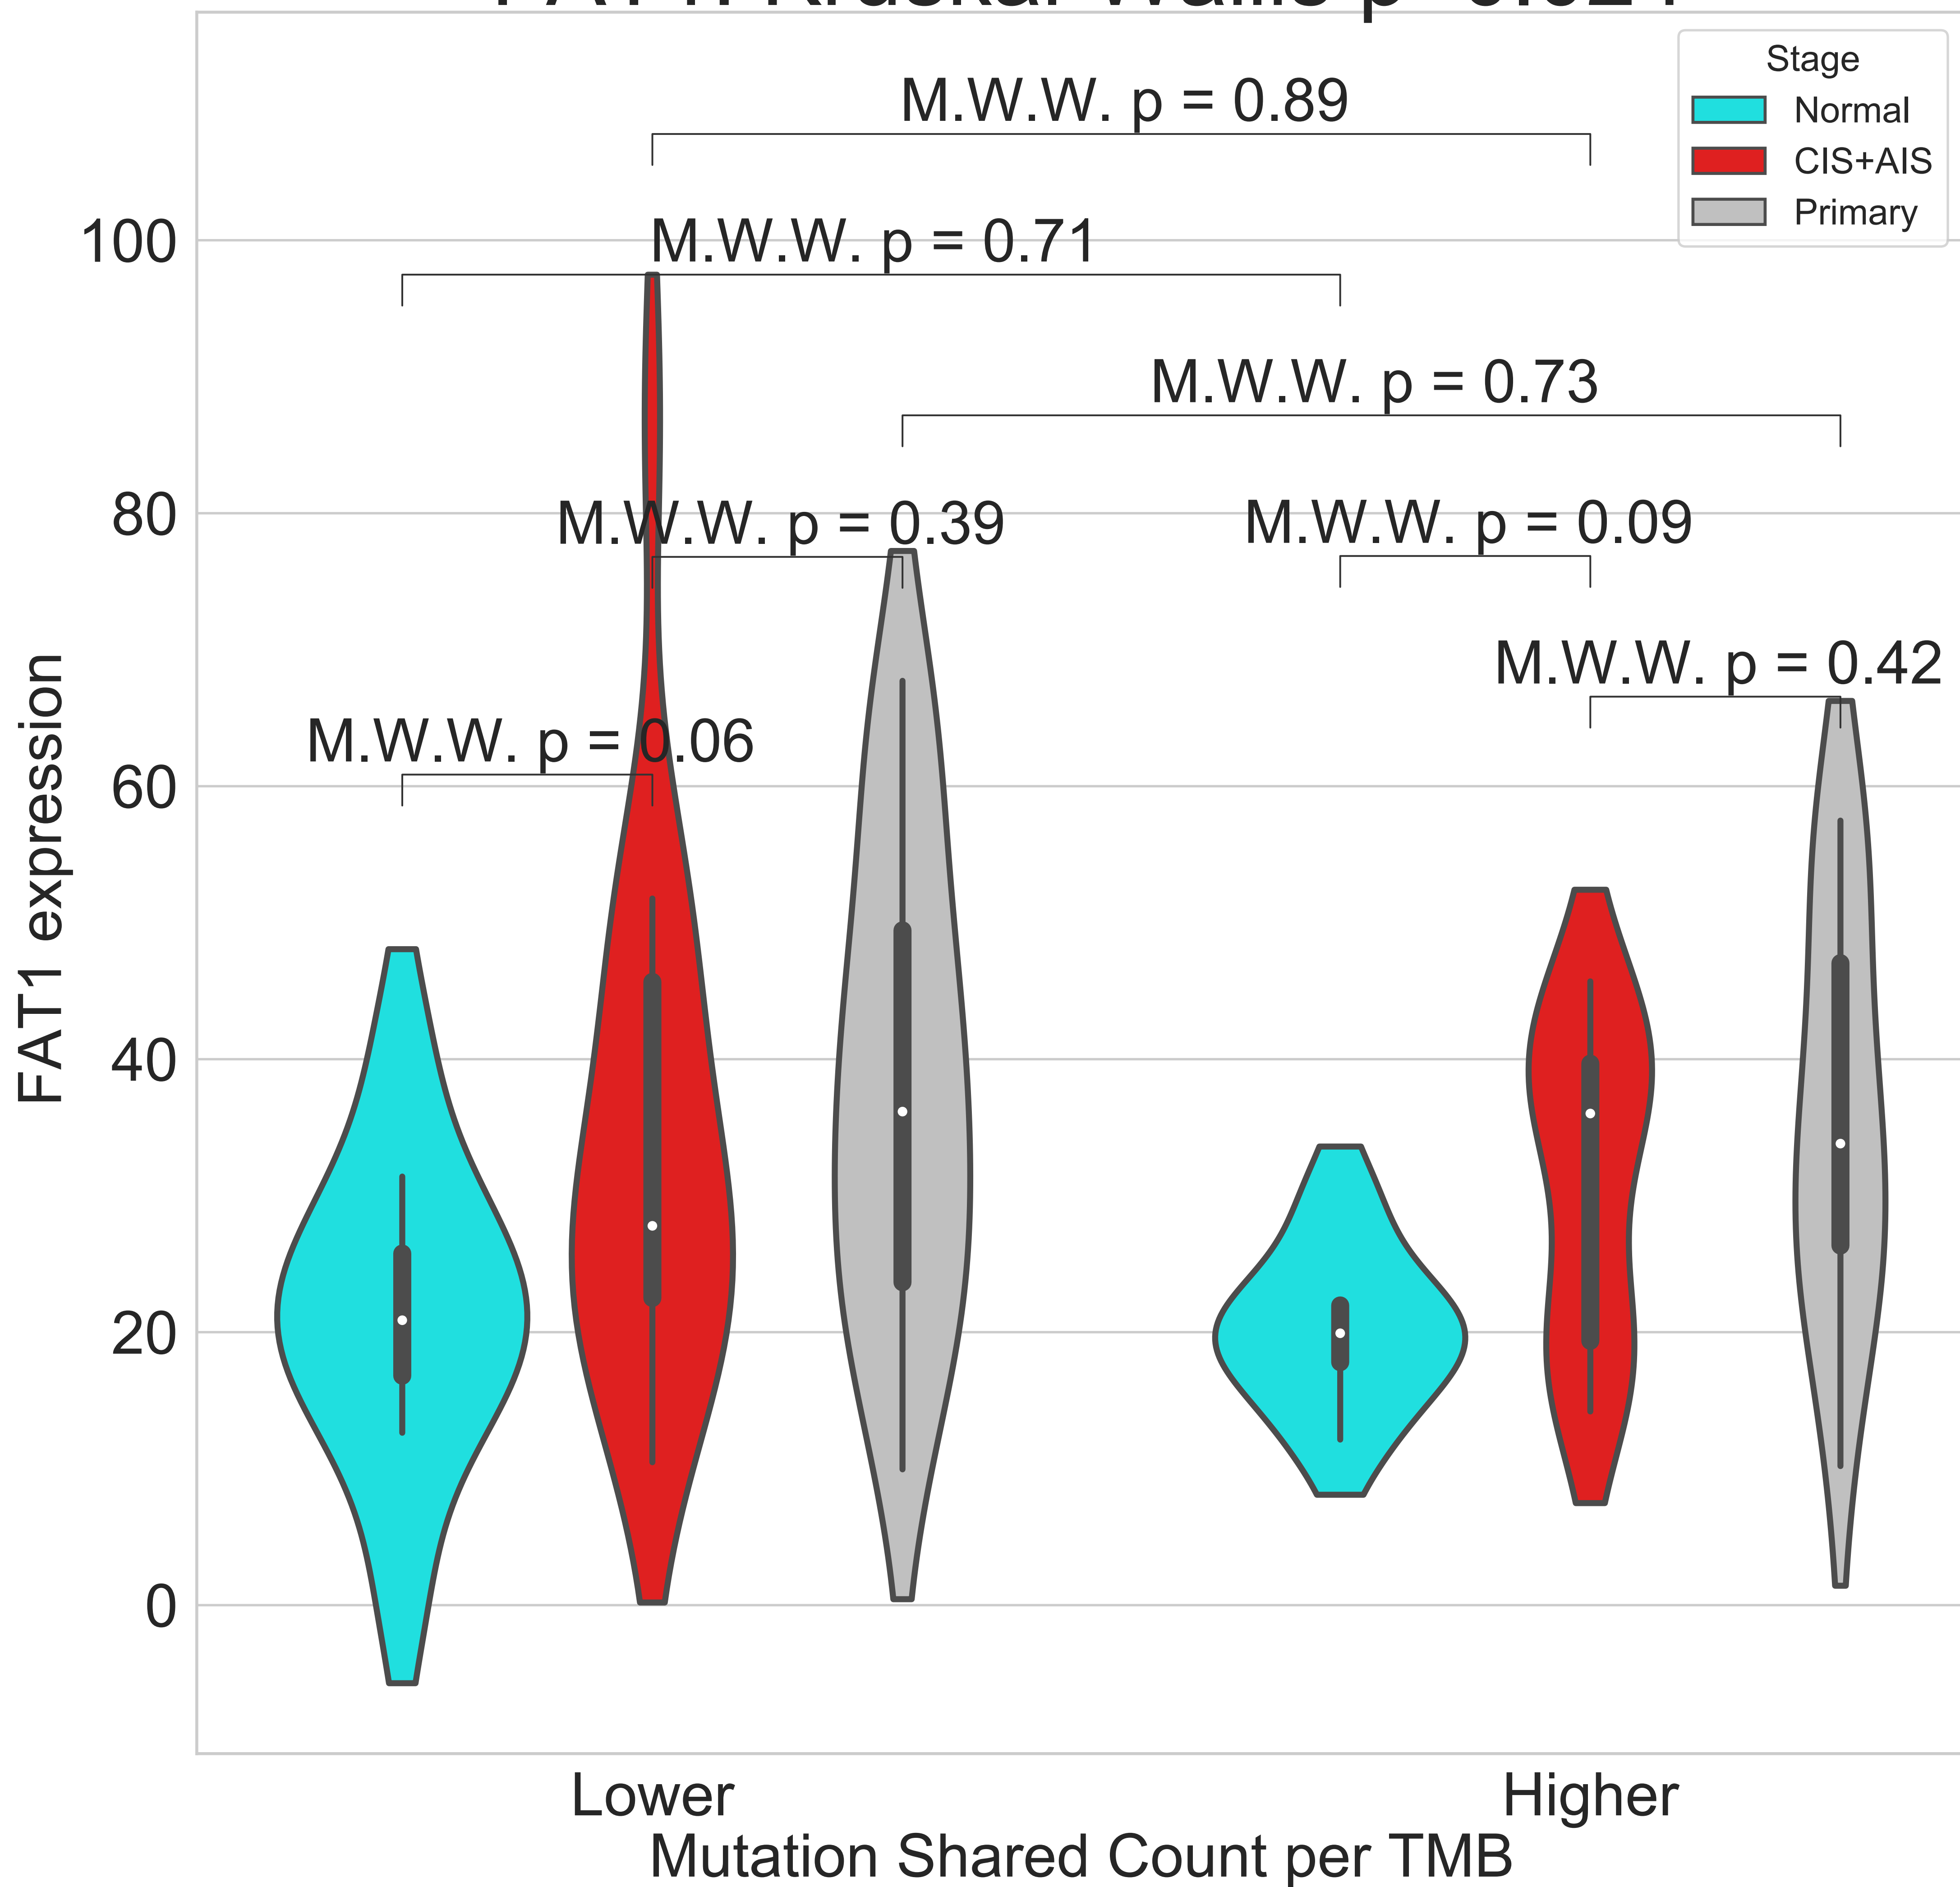 Stage
Normal
CIS+AIS
Primary
M.W.W. p = 0.89
M.W.W. p = 0.71
M.W.W. p = 0.73
M.W.W. p = 0.39
M.W.W. p = 0.09
M.W.W. p = 0.42
M.W.W. p = 0.06
100
80
60
40
20
0
FAT1 expression
Lower
Higher
Mutation Shared Count per TMB